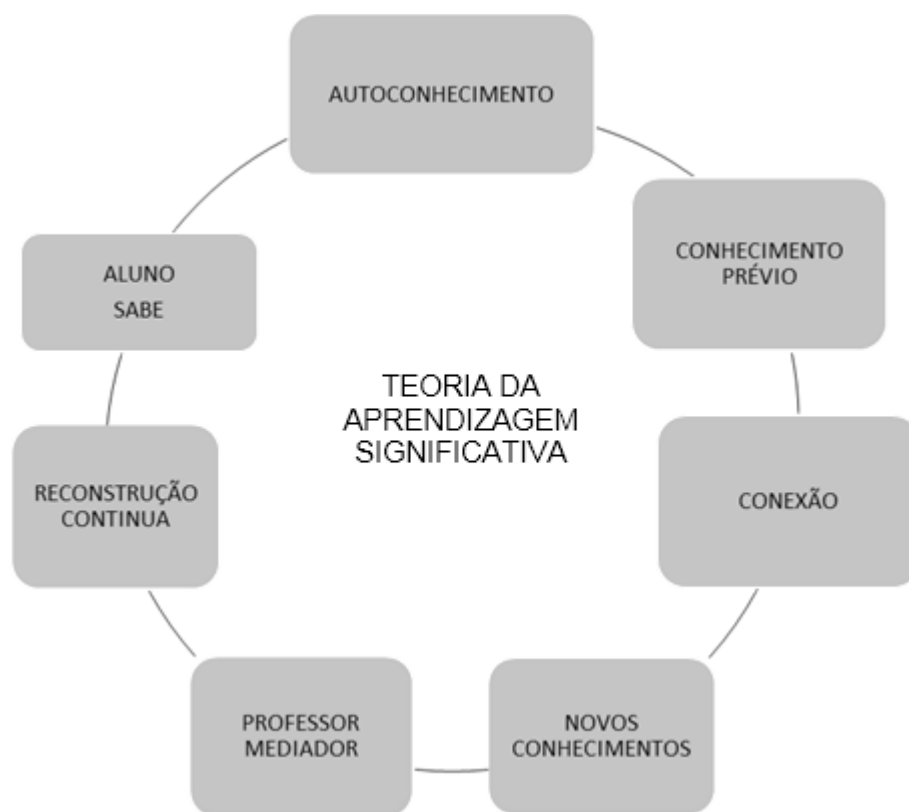 AUTOCONHECIMENTO
CONHECIMENTO
PRÉVIO
CONEXÃO
NOVOS
CONHECIMENTOS
PROFESSOR
MEDIADOR
RECONSTRUÇÃO
CONTINUA
ALUNO
SABE
TEORIA DA
APRENDIZAGEM
SIGNIFICATIVA